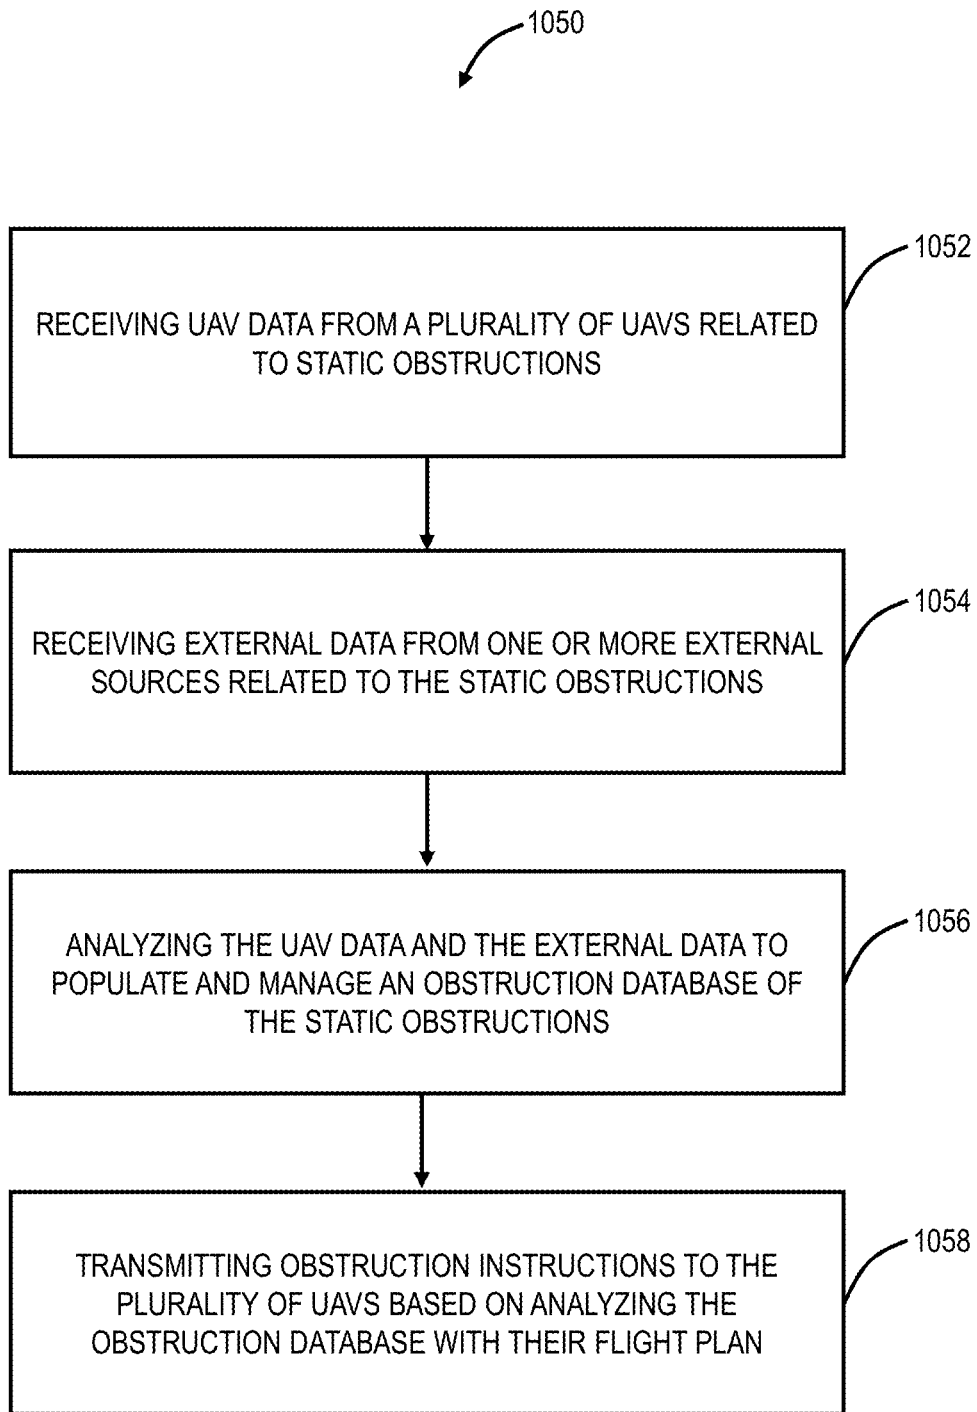 1050
1052
RECEIVING UAV DATA FROM A PLURALITY OF UAVS RELATED
TO STATIC OBSTRUCTIONS
1054
RECEIVING EXTERNAL DATA FROM ONE OR MORE EXTERNAL
SOURCES RELATED TO THE STATIC OBSTRUCTIONS
1056
ANALYZING THE UAV DATA AND THE EXTERNAL DATA TO
POPULATE AND MANAGE AN OBSTRUCTION DATABASE OF
THE STATIC OBSTRUCTIONS
1058
TRANSMITTING OBSTRUCTION INSTRUCTIONS TO THE
PLURALITY OF UAVS BASED ON ANALYZING THE
OBSTRUCTION DATABASE WITH THEIR FLIGHT PLAN